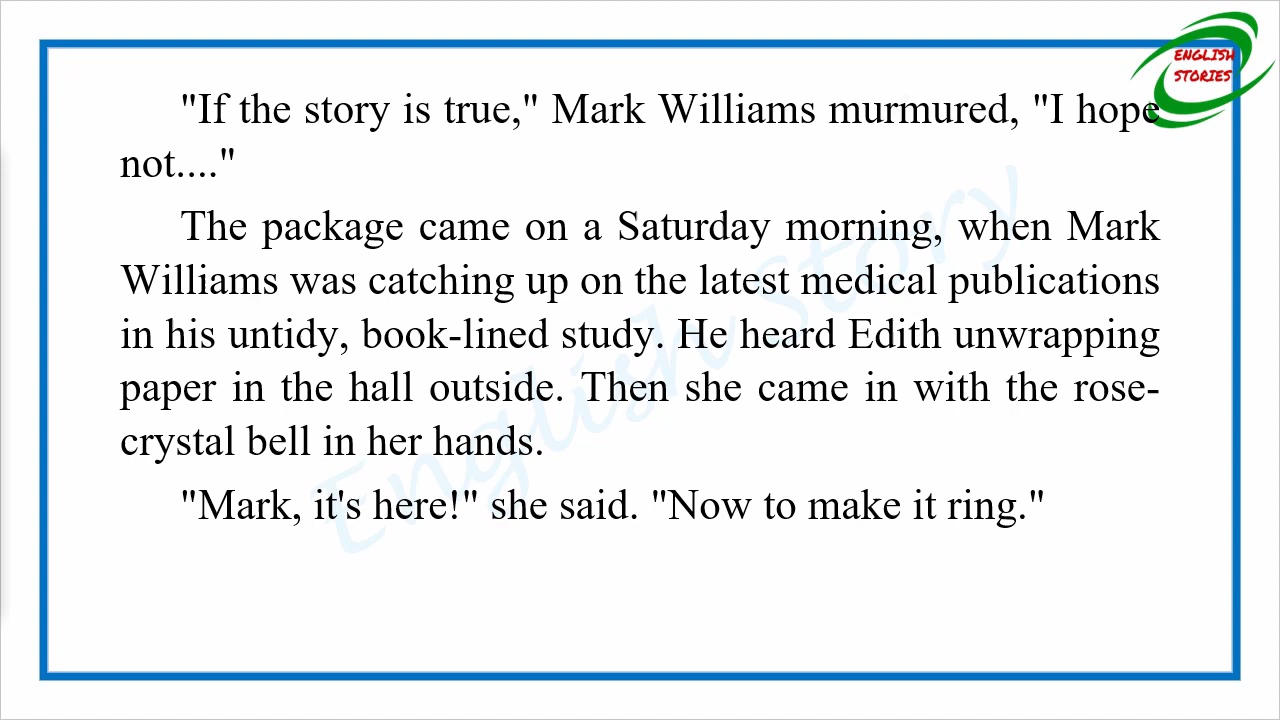 ENGLISH
STORIES
"If the story is true," Mark Williams murmured, "I hope
not...."
The package came on a Saturday morning, when Mark
Williams was catching up on the latest medical publications
in his untidy, book-lined study. He heard Edith unwrapping
paper in the hall outside. Then she came in with the rose-
crystal bell in her hands.
"Mark, it's here!" she said. "Now to make it ring."
English Story